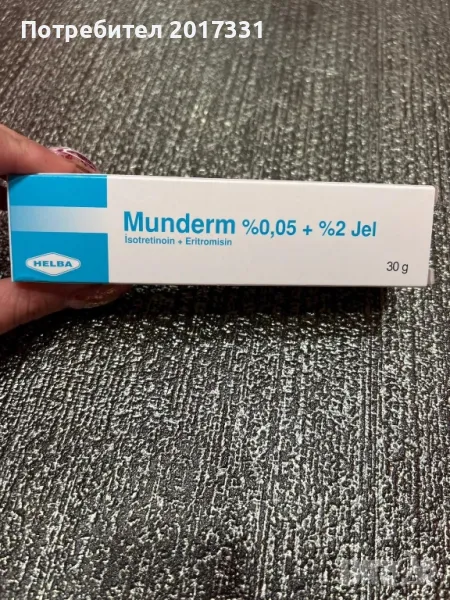 Потребител 2017331
Munderm %0,05 + %2 Jel
Isotretinoin + Eritromisin
HELBA
30 g